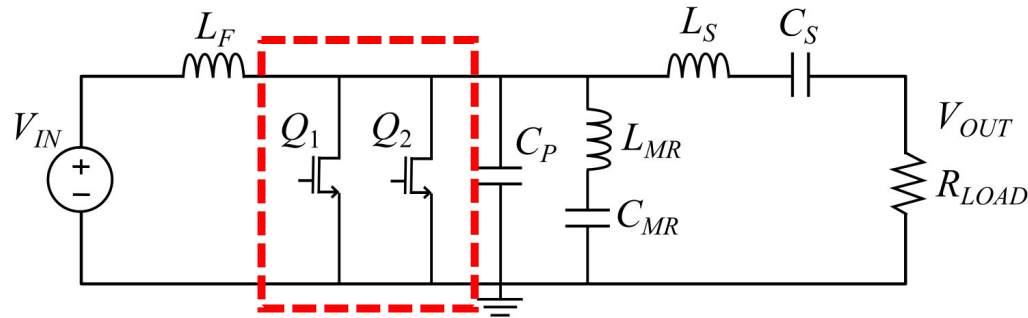 L_F
L_S
C_S
V_IN
Q_1
Q_2
C_P
L_MR
V_OUT
R_LOAD
C_MR
+
−